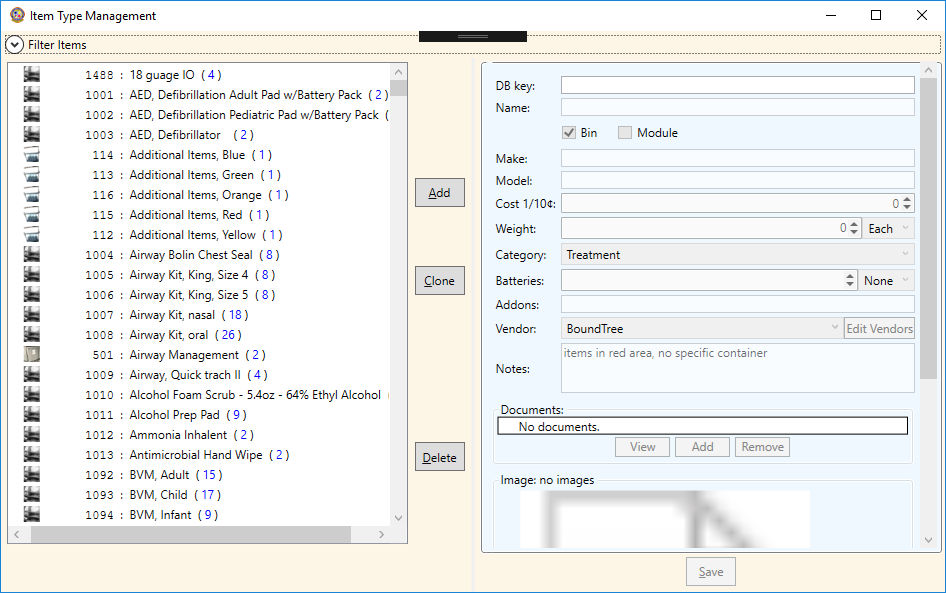 Item Type Management
Filter Items
1488 : 18 guage IO ( 4 )
1001 : AED, Defibrillation Adult Pad w/Battery Pack ( 2 )
1002 : AED, Defibrillation Pediatric Pad w/Battery Pack (
1003 : AED, Defibrillator ( 2 )
114 : Additional Items, Blue ( 1 )
113 : Additional Items, Green ( 1 )
116 : Additional Items, Orange ( 1 )
115 : Additional Items, Red ( 1 )
112 : Additional Items, Yellow ( 1 )
1004 : Airway Bolin Chest Seal ( 8 )
1005 : Airway Kit, King, Size 4 ( 8 )
1006 : Airway Kit, King, Size 5 ( 8 )
1007 : Airway Kit, nasal ( 18 )
1008 : Airway Kit, oral ( 26 )
501 : Airway Management ( 2 )
1009 : Airway, Quick trach II ( 4 )
1010 : Alcohol Foam Scrub - 5.4oz - 64% Ethyl Alcohol (
1011 : Alcohol Prep Pad ( 9 )
1012 : Ammonia Inhalent ( 2 )
1013 : Antimicrobial Hand Wipe ( 2 )
1092 : BVM, Adult ( 15 )
1093 : BVM, Child ( 17 )
1094 : BVM, Infant ( 9 )
Add
Clone
Delete
DB key:
Name:
Bin Module
Make:
Model:
Cost 1/10¢: 0
Weight: 0 Each
Category: Treatment
Batteries: None
Addons:
Vendor: BoundTree Edit Vendors
Notes: items in red area, no specific container
Documents:
No documents.
View Add Remove
Image: no images
Save